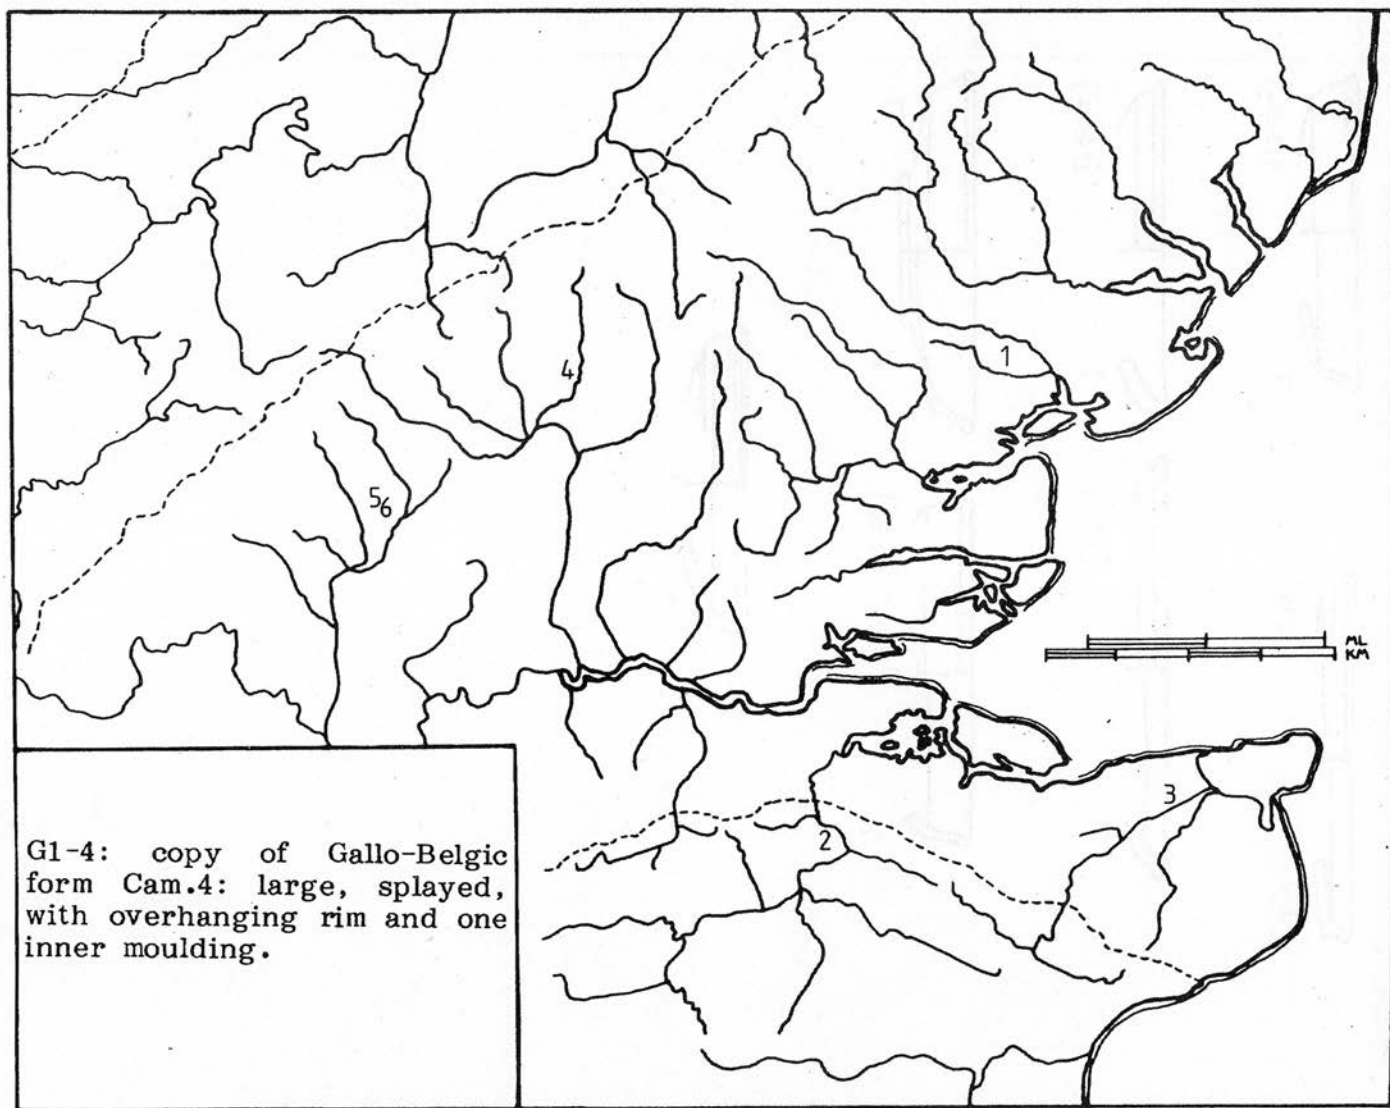 1
4
5
6
ML
KM
3
2
G1-4: copy of Gallo-Belgic
form Cam.4: large, splayed,
with overhanging rim and one
inner moulding.